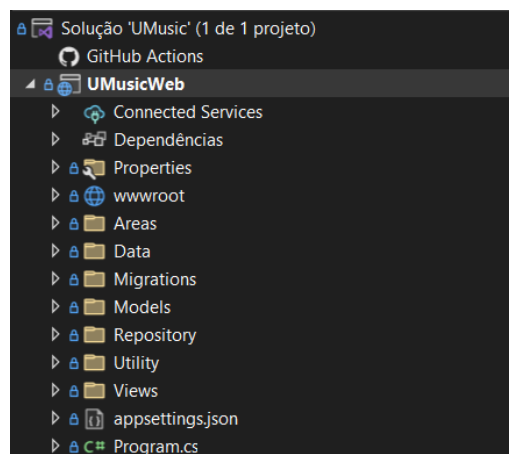 Solução 'UMusic' (1 de 1 projeto)
GitHub Actions
UMusicWeb
Connected Services
Dependências
Properties
wwwroot
Areas
Data
Migrations
Models
Repository
Utility
Views
appsettings.json
C# Program.cs